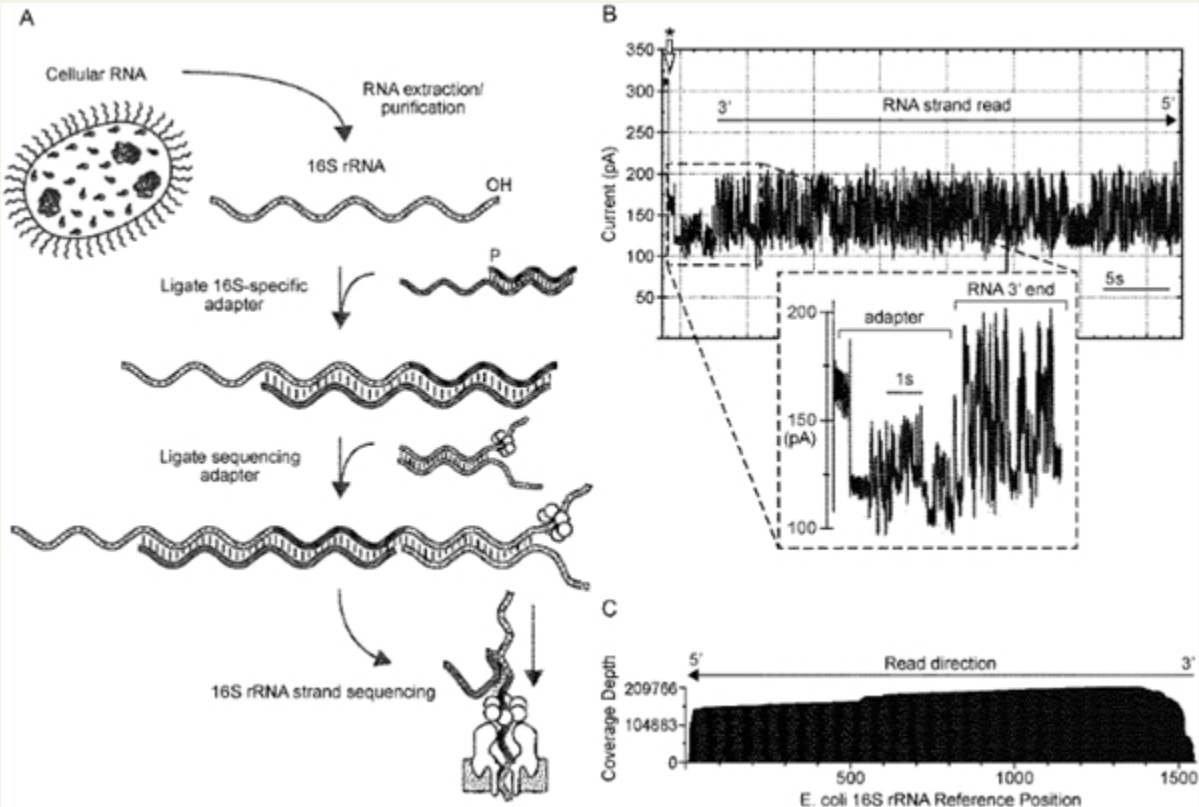 A
Cellular RNA
RNA extraction/
purification
16S rRNA
OH
P
Ligate 16S-specific
adapter
Ligate sequencing
adapter
16S rRNA strand sequencing
B
*
350
300
250
200
150
100
50
Current (pA)
3'
RNA strand read
5'
5s
RNA 3' end
adapter
1s
200
150
(pA)
100
C
5'
Read direction
3'
Coverage Depth
209766
104883
0
500
1000
1500
E. coli 16S rRNA Reference Position